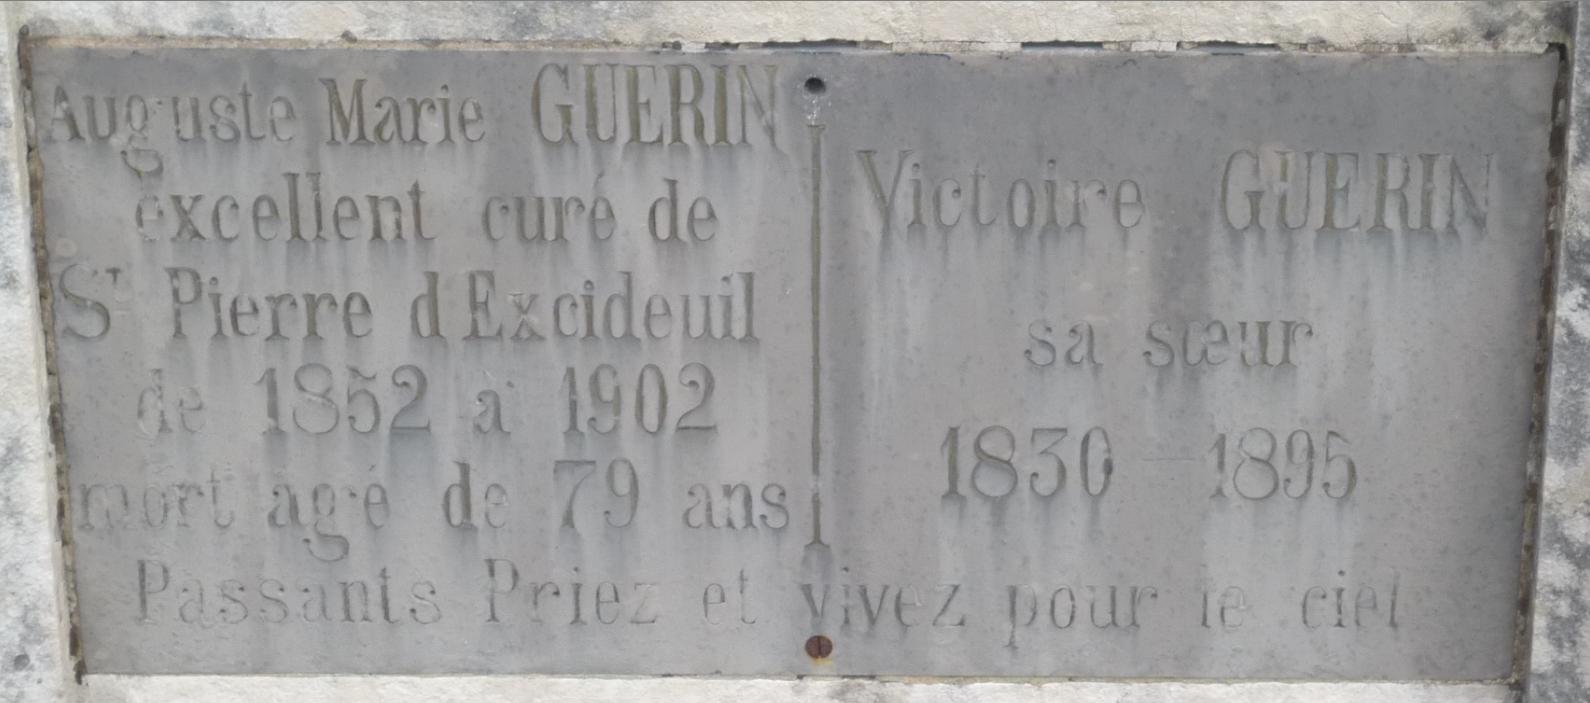 Auguste Marie GUERIN
excellent curé de
St Pierre d'Excideuil
de 1852 à 1902
mort agé de 79 ans
Victoire GUERIN
sa sœur
1830 - 1895
Passants Priez et vivez pour le ciel